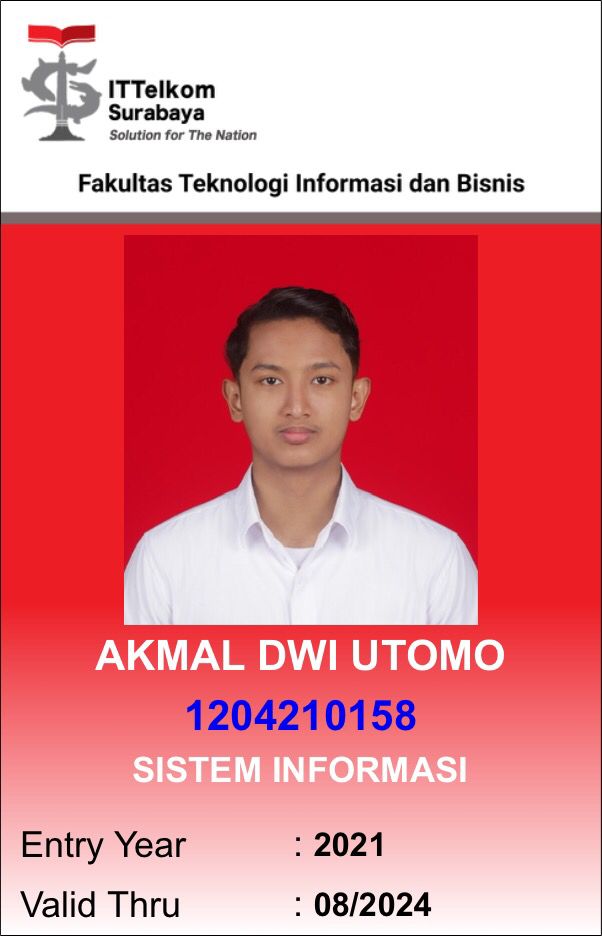 ITTelkom
Surabaya
Solution for The Nation
Fakultas Teknologi Informasi dan Bisnis
AKMAL DWI UTOMO
1204210158
SISTEM INFORMASI
Entry Year : 2021
Valid Thru : 08/2024